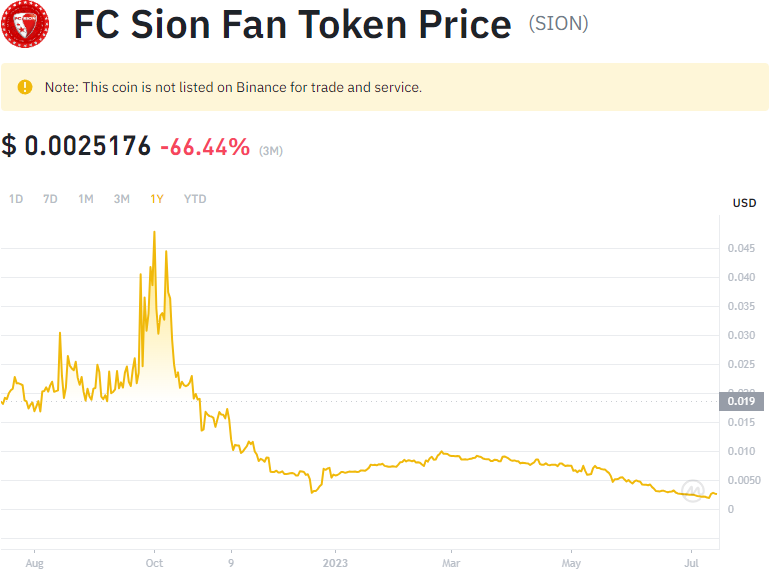 FC SION
FC Sion Fan Token Price (SION)
Note: This coin is not listed on Binance for trade and service.
$ 0.0025176 -66.44% (3M)
1D 7D 1M 3M 1Y YTD
USD
0.045
0.040
0.035
0.030
0.025
0.019
0.015
0.010
0.0050
0
Aug Oct 9 2023 Mar May Jul